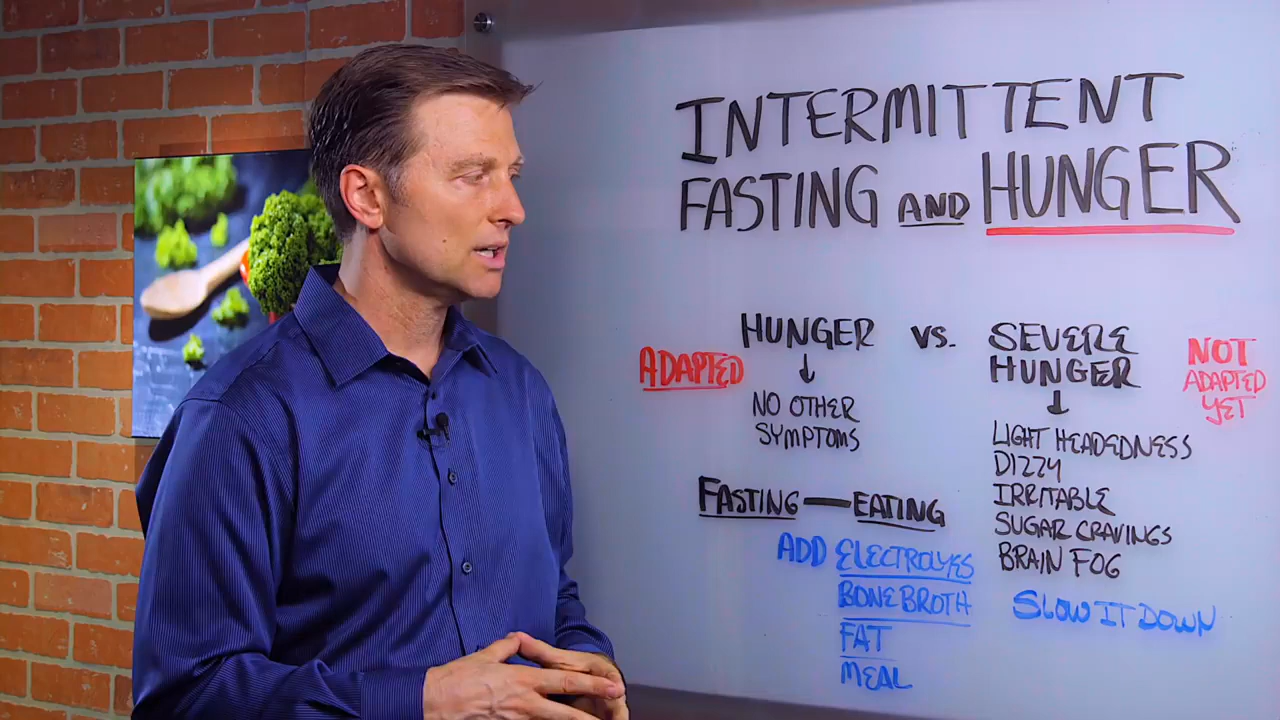 INTERMITTENT
FASTING AND HUNGER
HUNGER vs. SEVERE
HUNGER
ADAPTED
NOT
ADAPTED
YET
NO OTHER
SYMPTOMS
LIGHT HEADEDNESS
DIZZY
IRRITABLE
SUGAR CRAVINGS
BRAIN FOG
FASTING — EATING
ADD ELECTROLYES
BONE BROTH
FAT
MEAL
SLOW IT DOWN